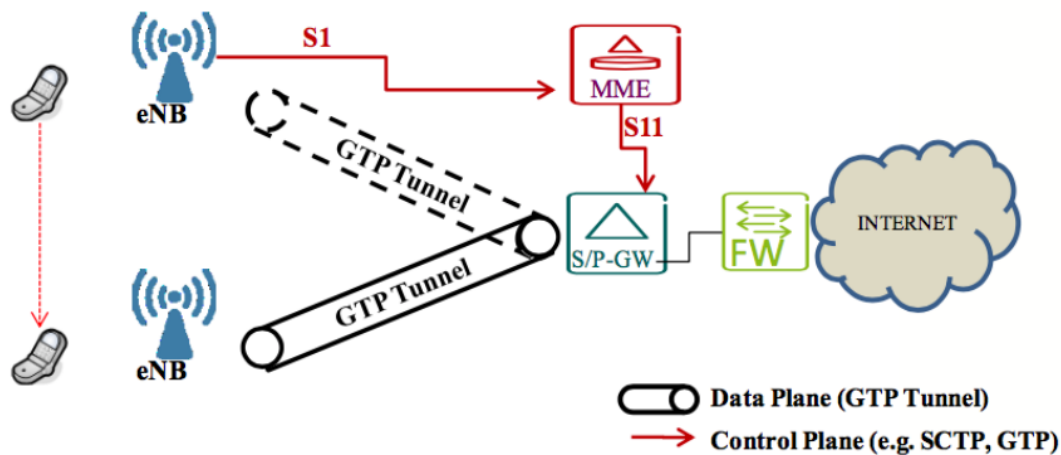 S1
eNB
MME
S11
GTP Tunnel
S/P-GW
FW
INTERNET
GTP Tunnel
eNB
Data Plane (GTP Tunnel)
Control Plane (e.g. SCTP, GTP)